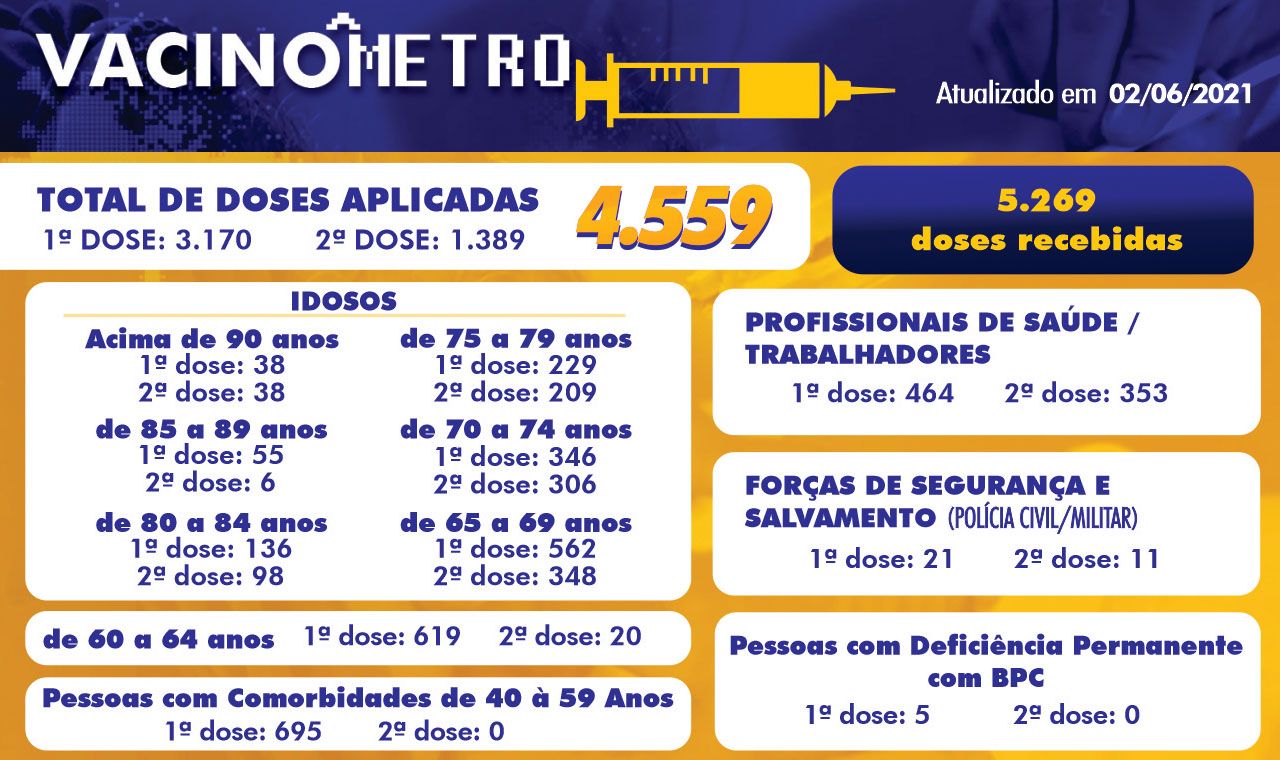 VACINÔMETRO
Atualizado em 02/06/2021
TOTAL DE DOSES APLICADAS 4.559
1ª DOSE: 3.170 2ª DOSE: 1.389
5.269
doses recebidas
IDOSOS
Acima de 90 anos
1ª dose: 38
2ª dose: 38
de 85 a 89 anos
1ª dose: 55
2ª dose: 6
de 80 a 84 anos
1ª dose: 136
2ª dose: 98
de 75 a 79 anos
1ª dose: 229
2ª dose: 209
de 70 a 74 anos
1ª dose: 346
2ª dose: 306
de 65 a 69 anos
1ª dose: 562
2ª dose: 348
de 60 a 64 anos 1ª dose: 619 2ª dose: 20
Pessoas com Comorbidades de 40 à 59 Anos
1ª dose: 695 2ª dose: 0
PROFISSIONAIS DE SAÚDE /
TRABALHADORES
1ª dose: 464 2ª dose: 353
FORÇAS DE SEGURANÇA E
SALVAMENTO (POLÍCIA CIVIL/MILITAR)
1ª dose: 21 2ª dose: 11
Pessoas com Deficiência Permanente
com BPC
1ª dose: 5 2ª dose: 0